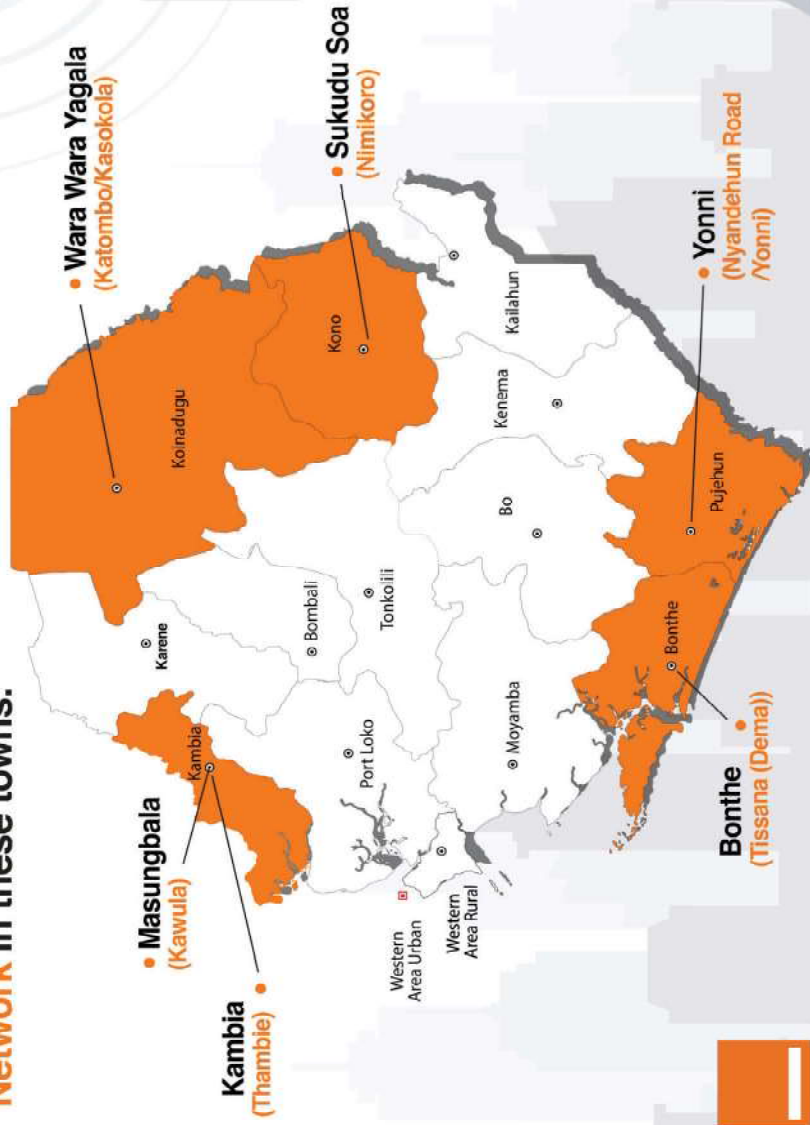 Network in these towns.
• Wara Wara Yagala
(Katombo/Kasokola)
• Sukudu Soa
(Nimikoro)
• Masungbala
(Kawula)
Kambia •
(Thambie)
• Yonni
(Nyandehun Road
/Yonni)
Bonthe •
(Tissana (Dema))
Koinadugu
Kono
Karene
Kambia
Bombali
Tonkolili
Port Loko
Kailahun
Kenema
Bo
Moyamba
Pujehun
Bonthe
Western
Area Urban
Western
Area Rural